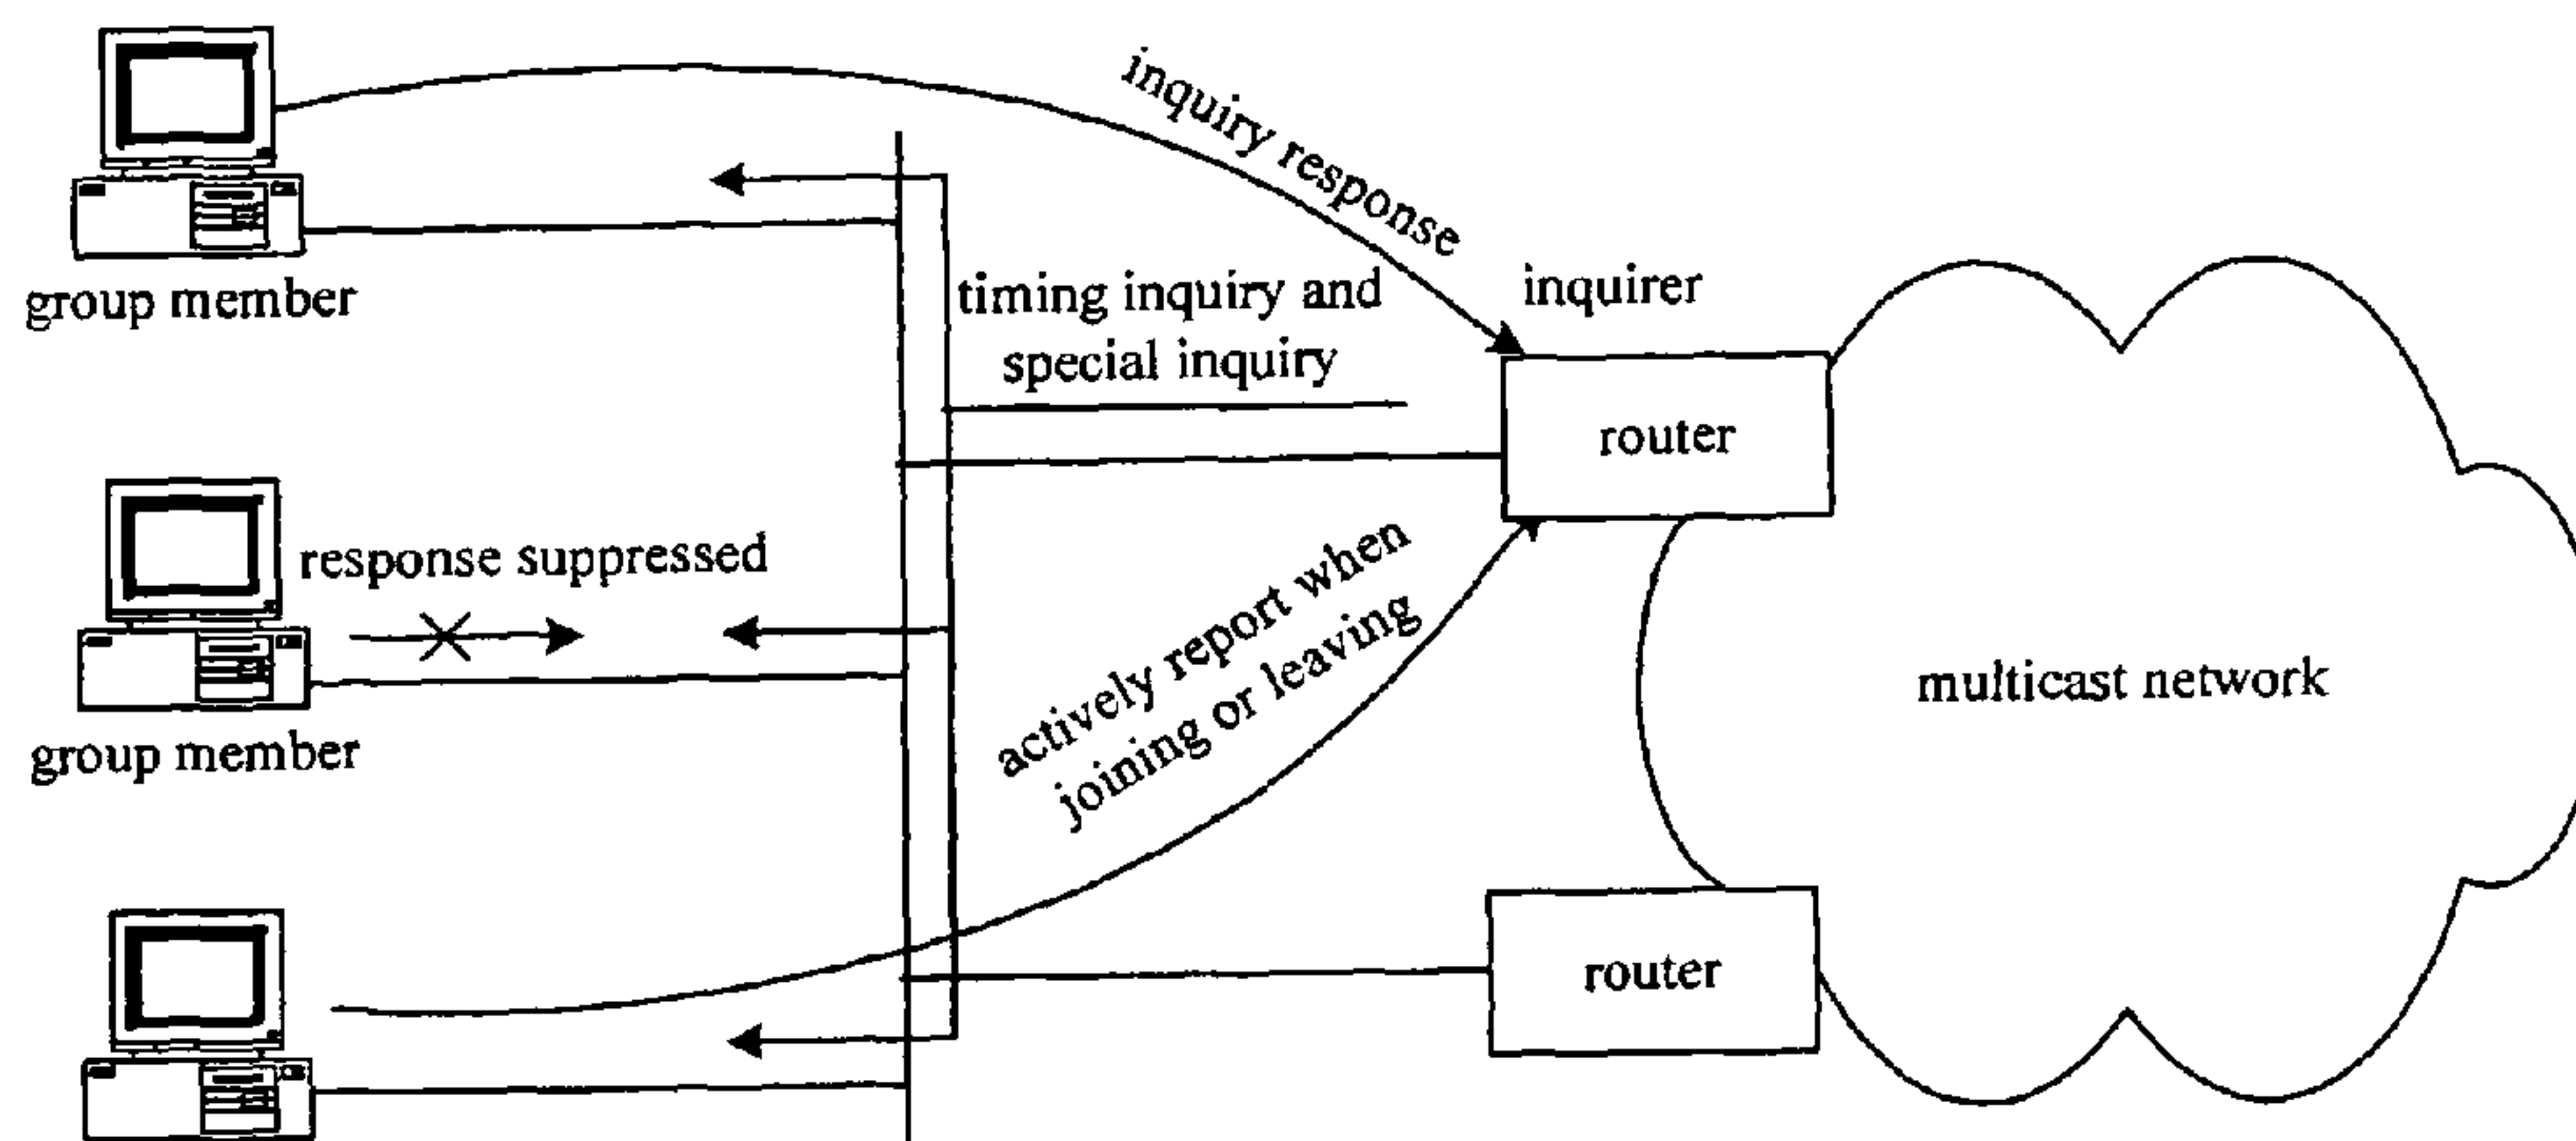 inquiry response
group member
timing inquiry and
special inquiry
inquirer
router
response suppressed
group member
actively report when
joining or leaving
multicast network
router